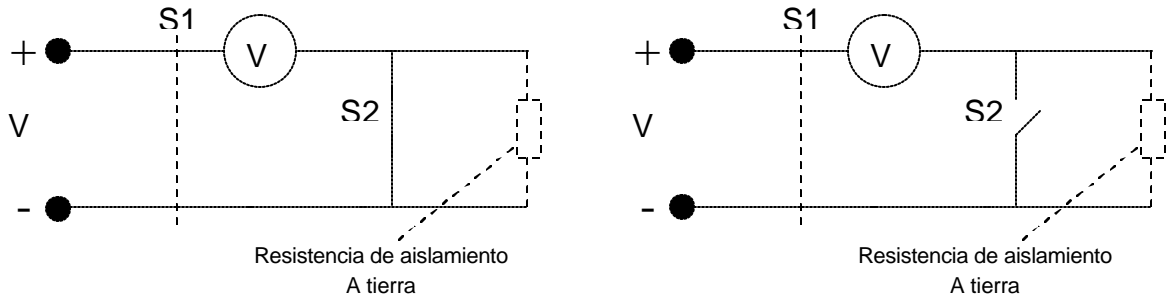 S1
+
V
V
S2
-
Resistencia de aislamiento
A tierra
S1
+
V
V
S2
-
Resistencia de aislamiento
A tierra